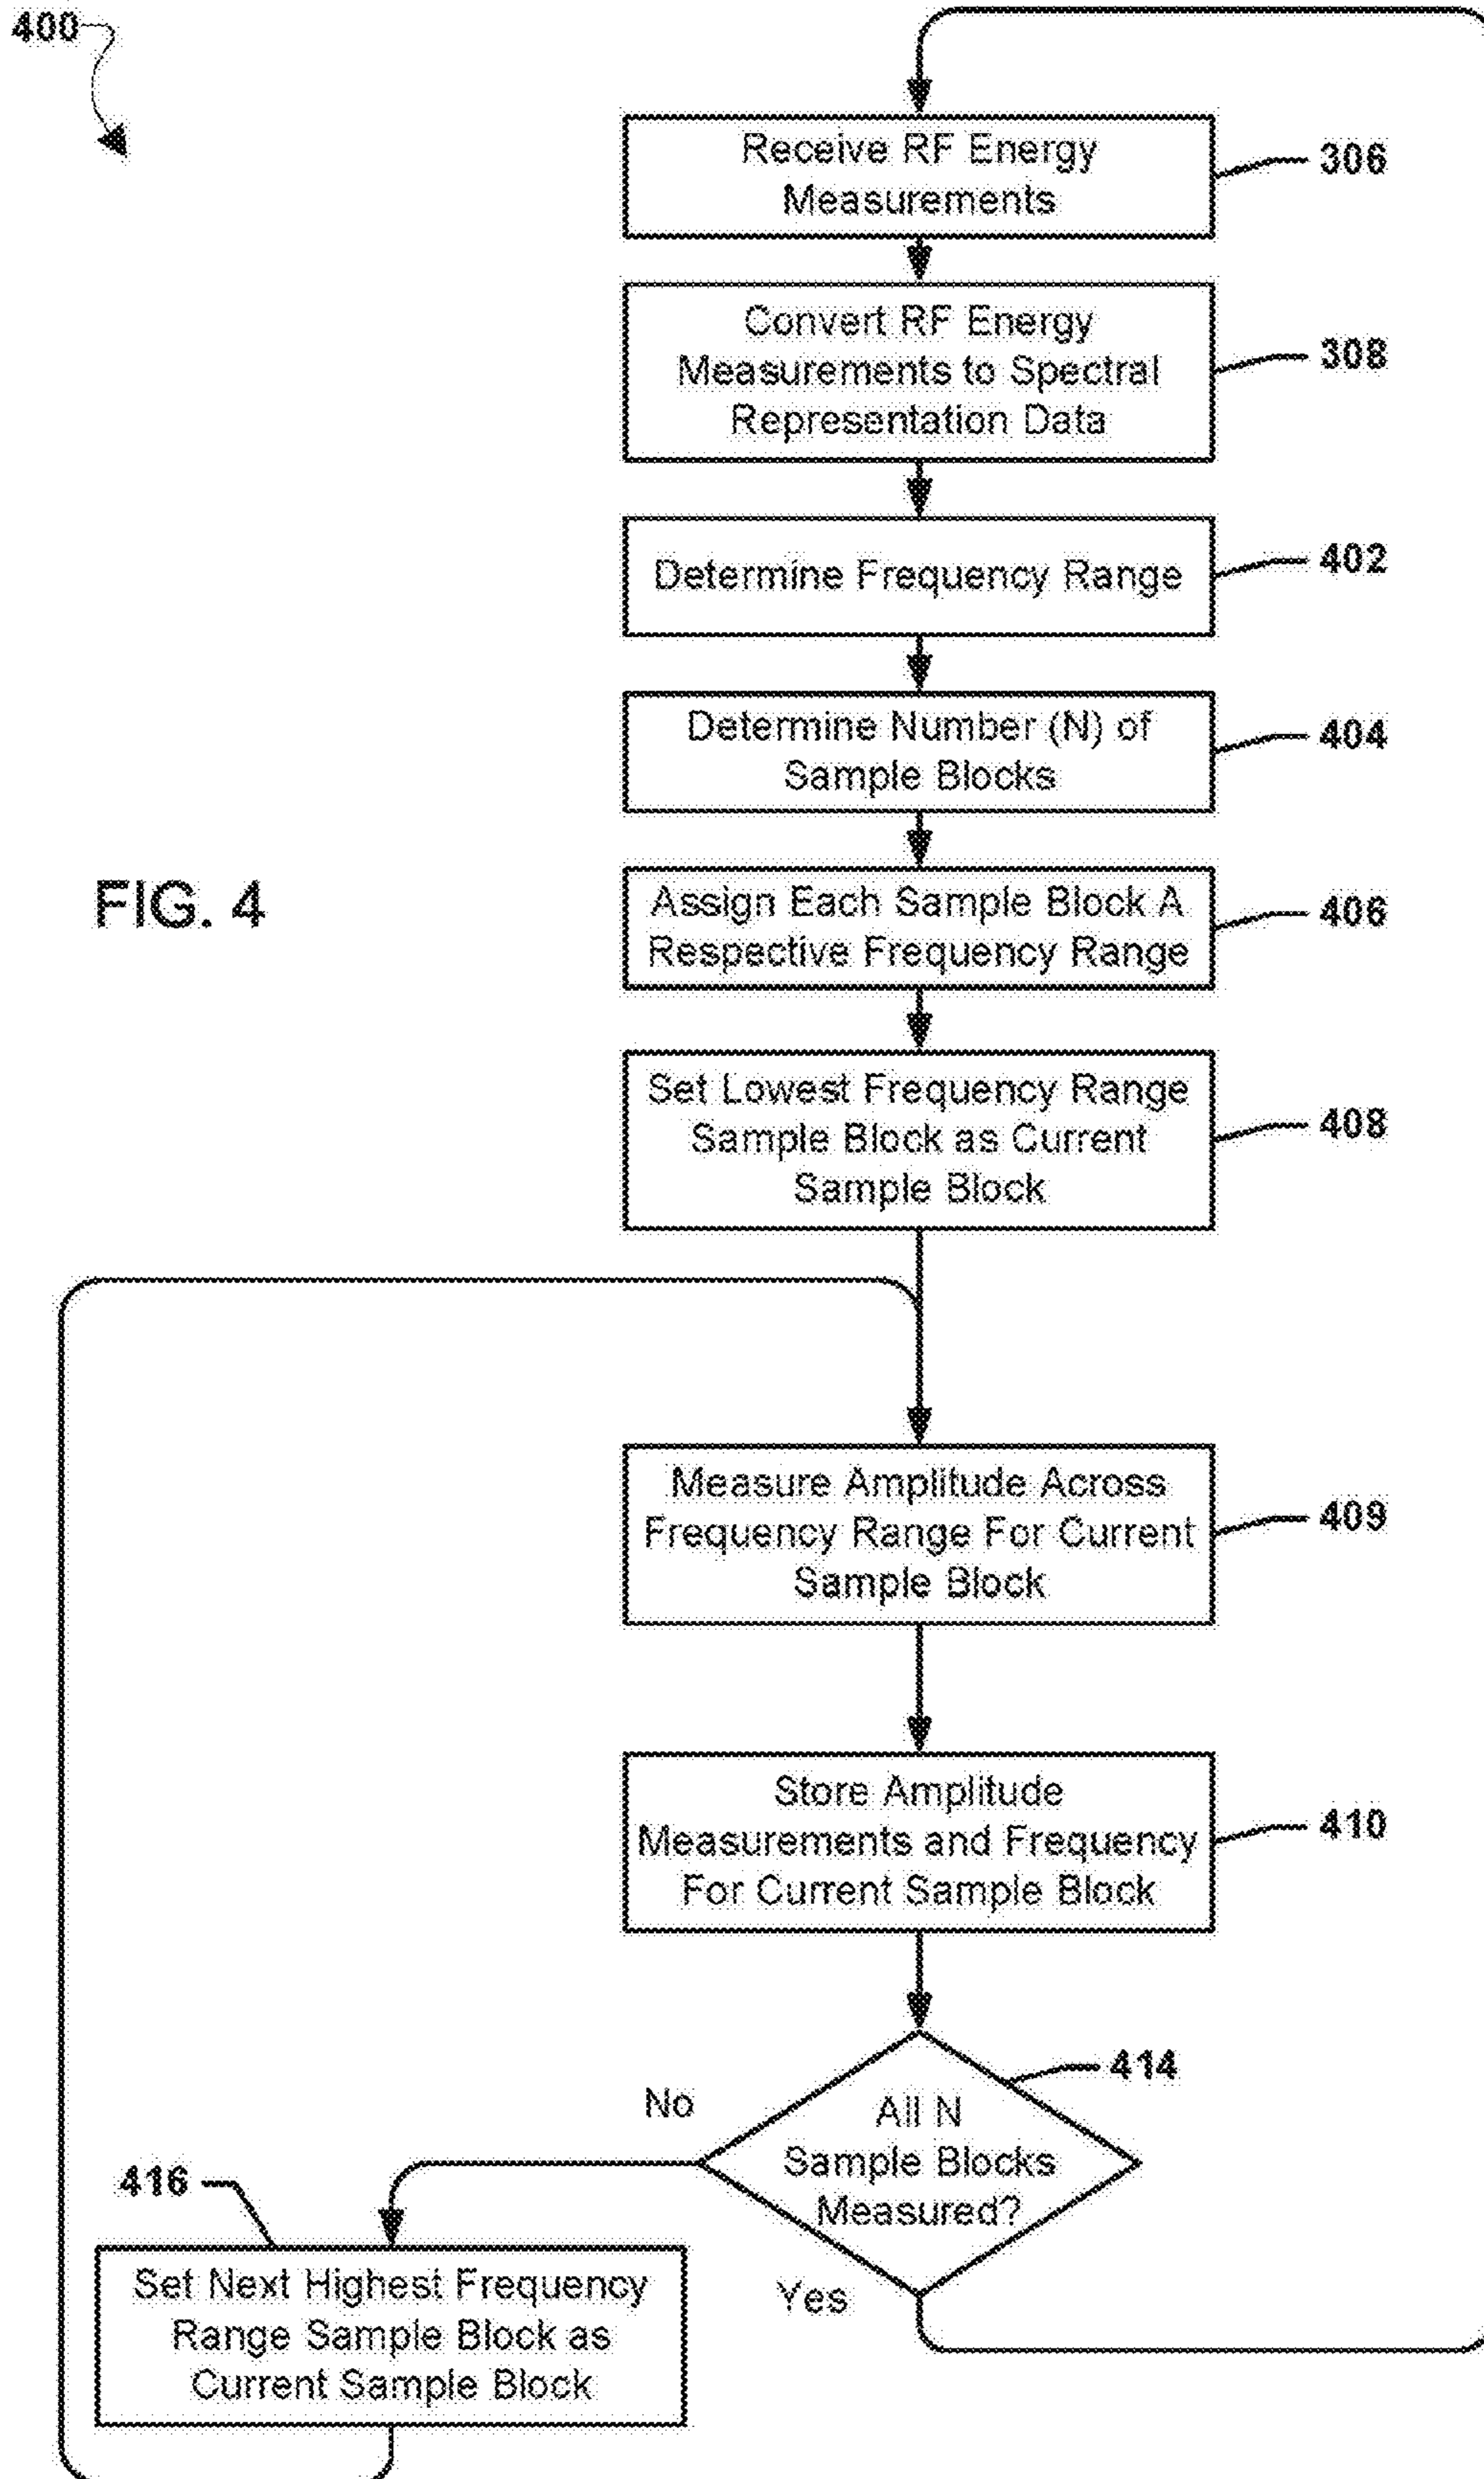 400
Receive RF Energy
Measurements
306
Convert RF Energy
Measurements to Spectral
Representation Data
308
Determine Frequency Range
402
Determine Number (N) of
Sample Blocks
404
FIG. 4
Assign Each Sample Block A
Respective Frequency Range
406
Set Lowest Frequency Range
Sample Block as Current
Sample Block
408
Measure Amplitude Across
Frequency Range For Current
Sample Block
409
Store Amplitude
Measurements and Frequency
For Current Sample Block
410
414
No
All N
Sample Blocks
Measured?
416
Yes
Set Next Highest Frequency
Range Sample Block as
Current Sample Block